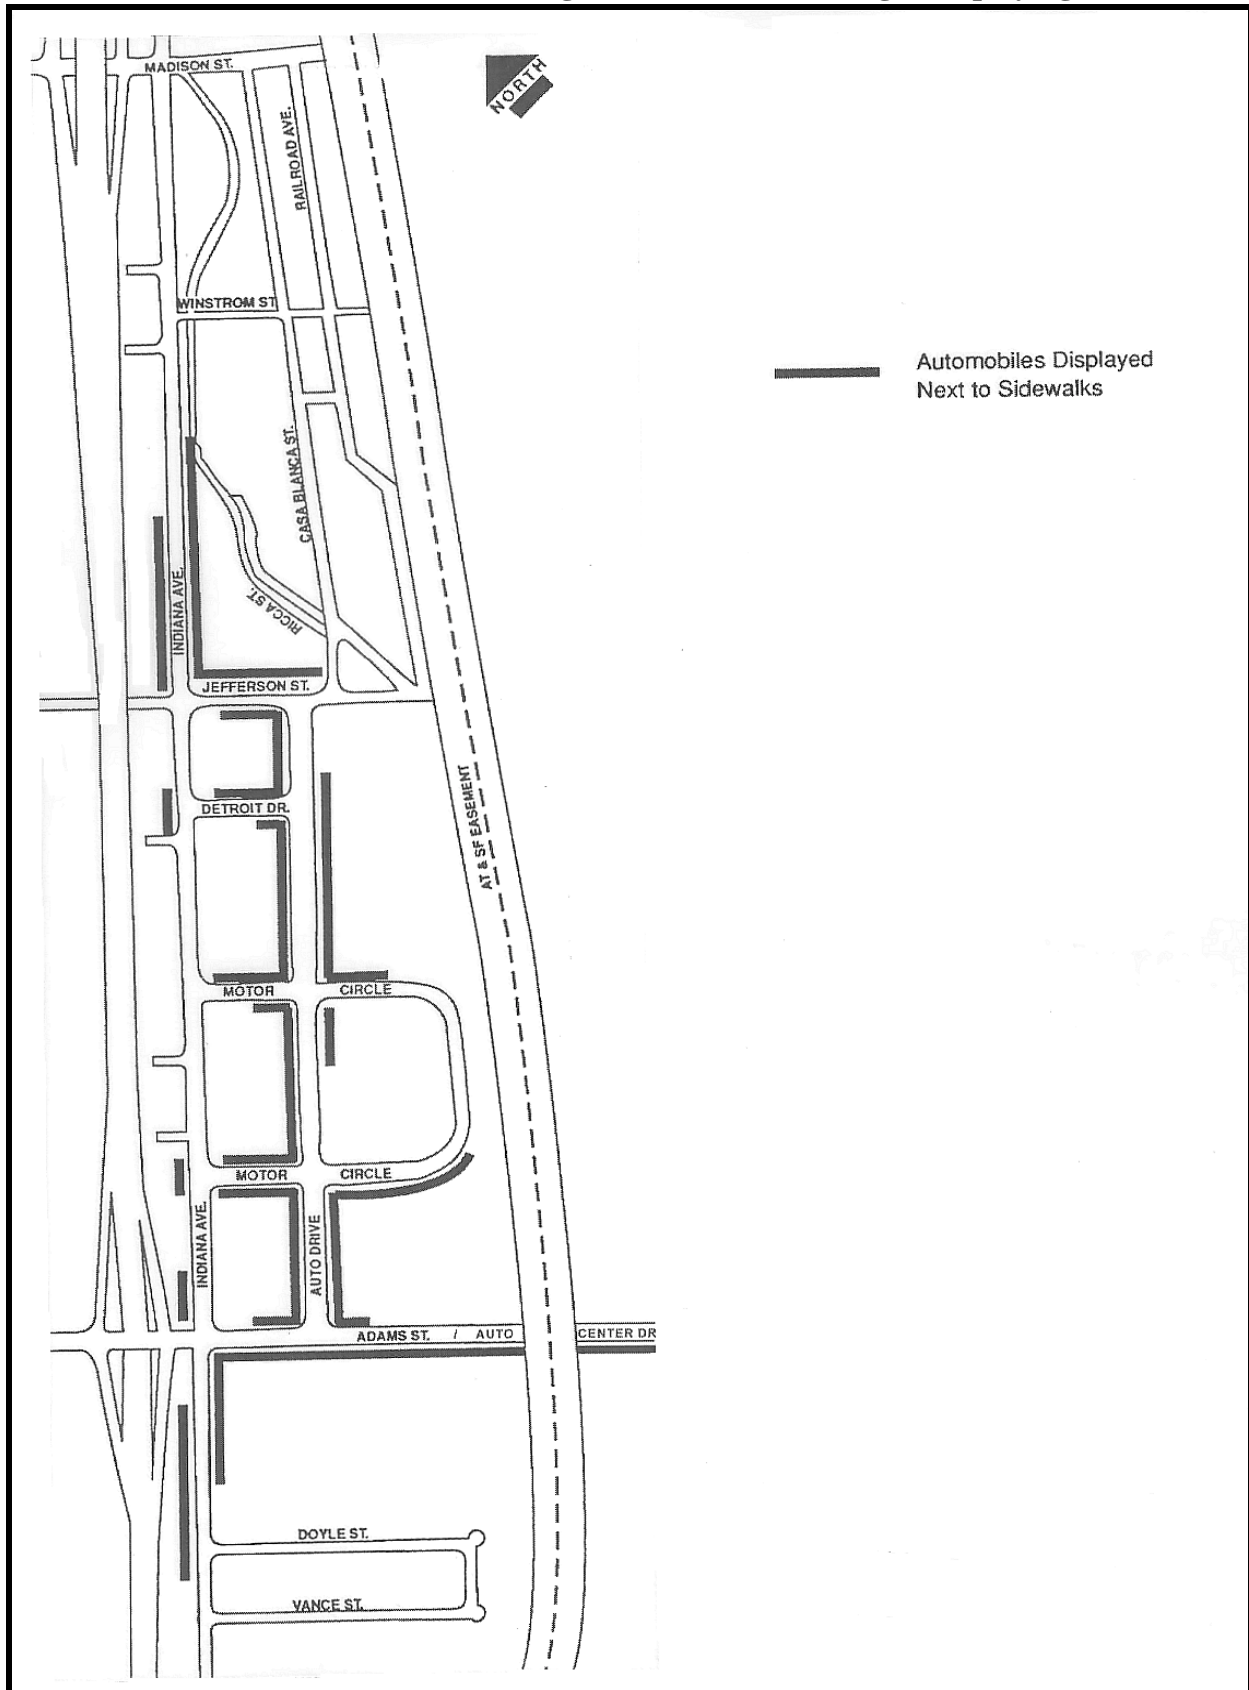 MADISON ST.
NORTH
RAILROAD AVE.
WINSTROM ST
Automobiles Displayed
Next to Sidewalks
CASA BLANCA ST.
INDIANA AVE.
RICCA ST.
JEFFERSON ST.
DETROIT DR.
AT & SF EASEMENT
MOTOR CIRCLE
MOTOR CIRCLE
INDIANA AVE.
AUTO DRIVE
ADAMS ST. / AUTO CENTER DR
DOYLE ST.
VANCE ST.